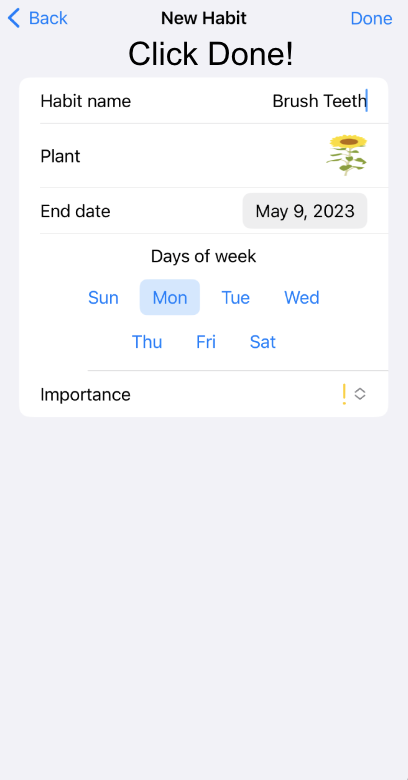 Back New Habit Done
Click Done!
Habit name Brush Teeth
Plant
End date May 9, 2023
Days of week
Sun Mon Tue Wed
Thu Fri Sat
Importance !